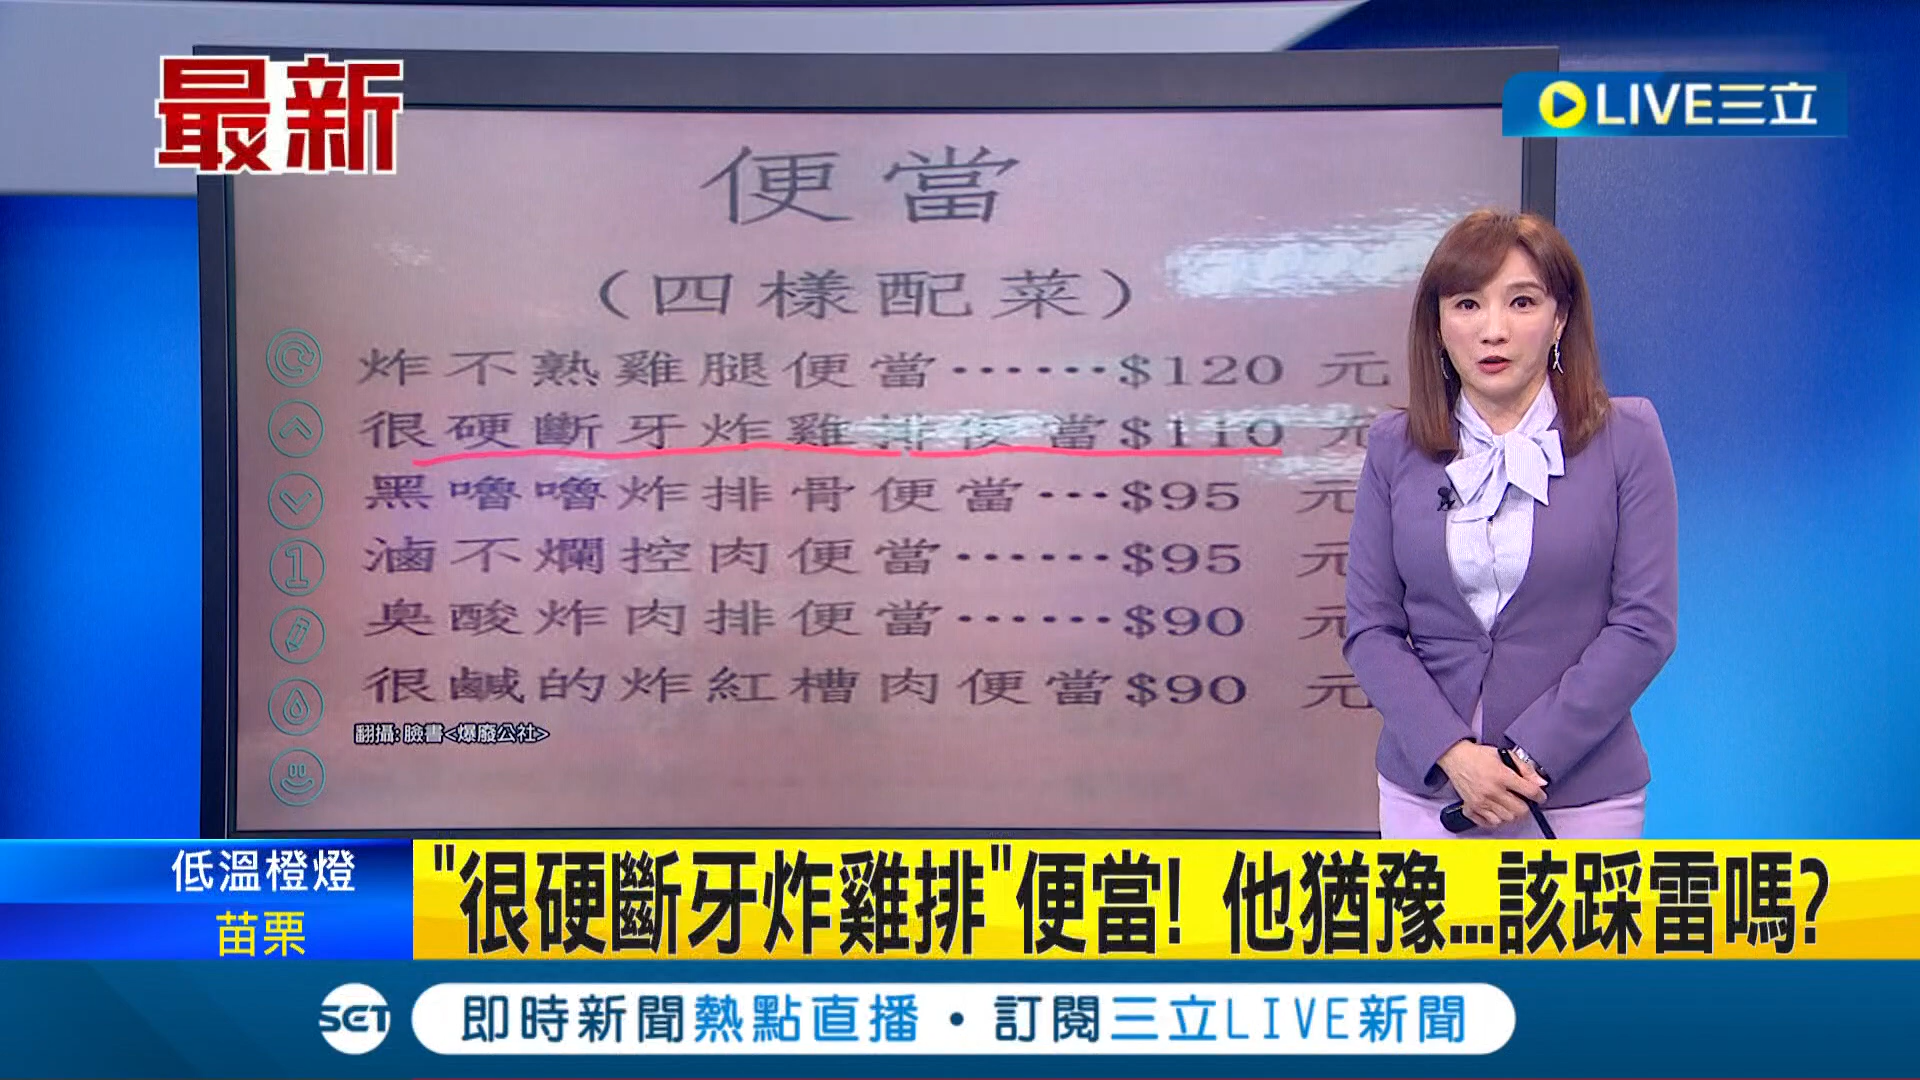 最新
LIVE三立
便當
(四樣配菜)
炸不熟雞腿便當·······$120 元
很硬斷牙炸雞排便當$110 元
黑嚕嚕炸排骨便當···$95 元
滷不爛控肉便當······$95 元
臭酸炸肉排便當······$90 元
很鹹的炸紅槽肉便當$90 元
1
翻攝:臉書<爆廢公社>
低溫橙燈
苗栗
"很硬斷牙炸雞排"便當! 他猶豫...該踩雷嗎?
SET 即時新聞熱點直播·訂閱三立LIVE新聞